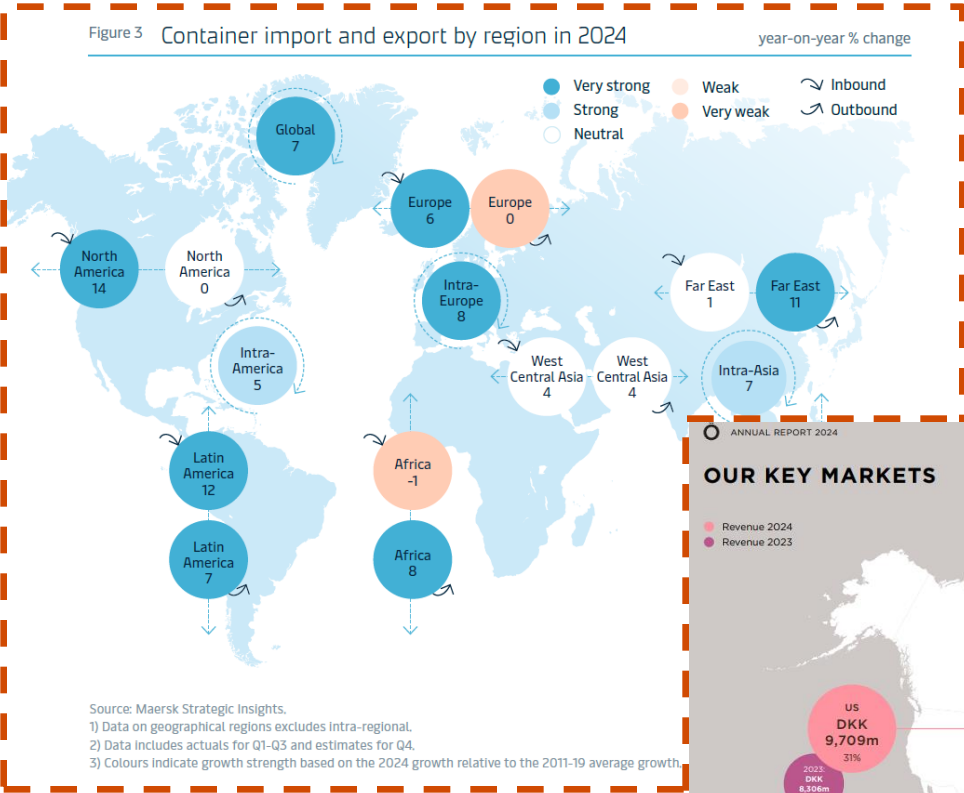 Figure 3 Container import and export by region in 2024 year-on-year % change
Very strong
Strong
Neutral
Weak
Very weak
Inbound
Outbound
Global
7
Europe
6
Europe
0
North
America
14
North
America
0
Intra-
Europe
8
Far East
1
Far East
11
Intra-
America
5
West
Central Asia
4
West
Central Asia
4
Intra-Asia
7
Latin
America
12
Africa
-1
Latin
America
7
Africa
8
Source: Maersk Strategic Insights.
1) Data on geographical regions excludes intra-regional.
2) Data includes actuals for Q1-Q3 and estimates for Q4.
3) Colours indicate growth strength based on the 2024 growth relative to the 2011-19 average growth.
ANNUAL REPORT 2024
OUR KEY MARKETS
Revenue 2024
Revenue 2023
US
DKK
9,709m
31%
2023:
DKK
8,306m